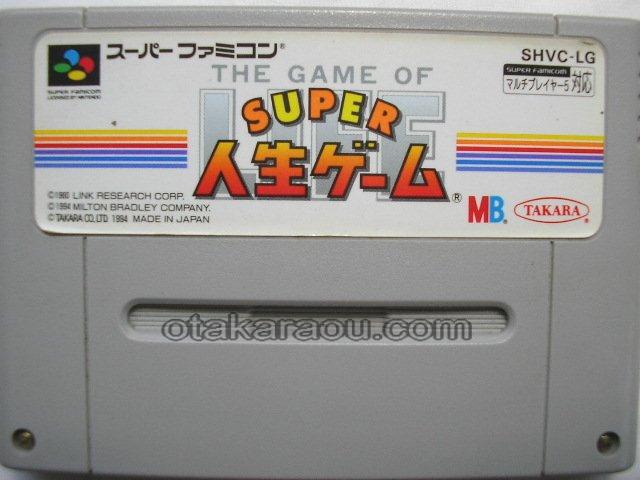 スーパーファミコン®
SUPER FAMICOM
LICENSED BY NINTENDO
SHVC-LG
SUPER FAMICOM
マルチプレイヤー5対応
THE GAME OF
LIFE
SUPER
人生ゲーム®
©1960 LINK RESEARCH CORP.
©1994 MILTON BRADLEY COMPANY.
©TAKARA CO.,LTD 1994 MADE IN JAPAN
MB®
TAKARA®
otakaraou.com